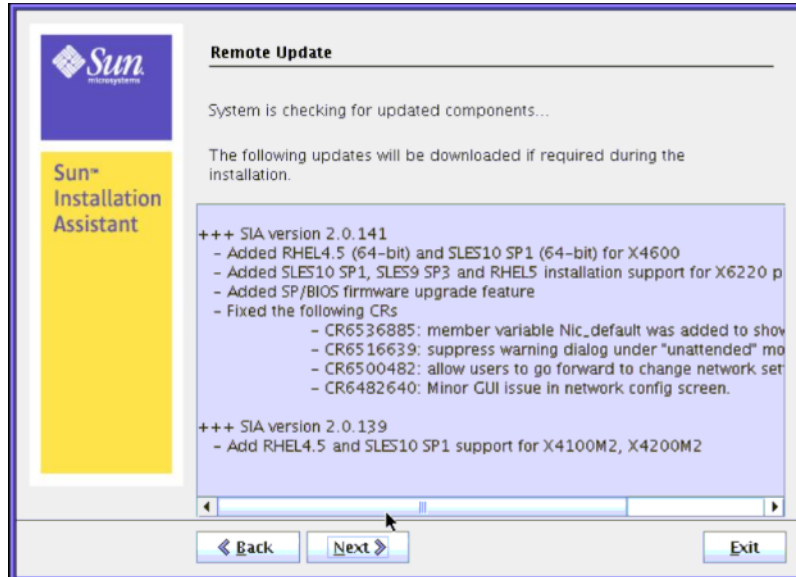 Sun
microsystems
Sun™
Installation
Assistant
Remote Update
System is checking for updated components...
The following updates will be downloaded if required during the
installation.
+++ SIA version 2.0.141
- Added RHEL4.5 (64-bit) and SLES10 SP1 (64-bit) for X4600
- Added SLES10 SP1, SLES9 SP3 and RHEL5 installation support for X6220 p
- Added SP/BIOS firmware upgrade feature
- Fixed the following CRs
- CR6536885: member variable Nic_default was added to show
- CR6516639: suppress warning dialog under "unattended" mo
- CR6500482: allow users to go forward to change network set
- CR6482640: Minor GUI issue in network config screen.
+++ SIA version 2.0.139
- Add RHEL4.5 and SLES10 SP1 support for X4100M2, X4200M2
Back
Next
Exit